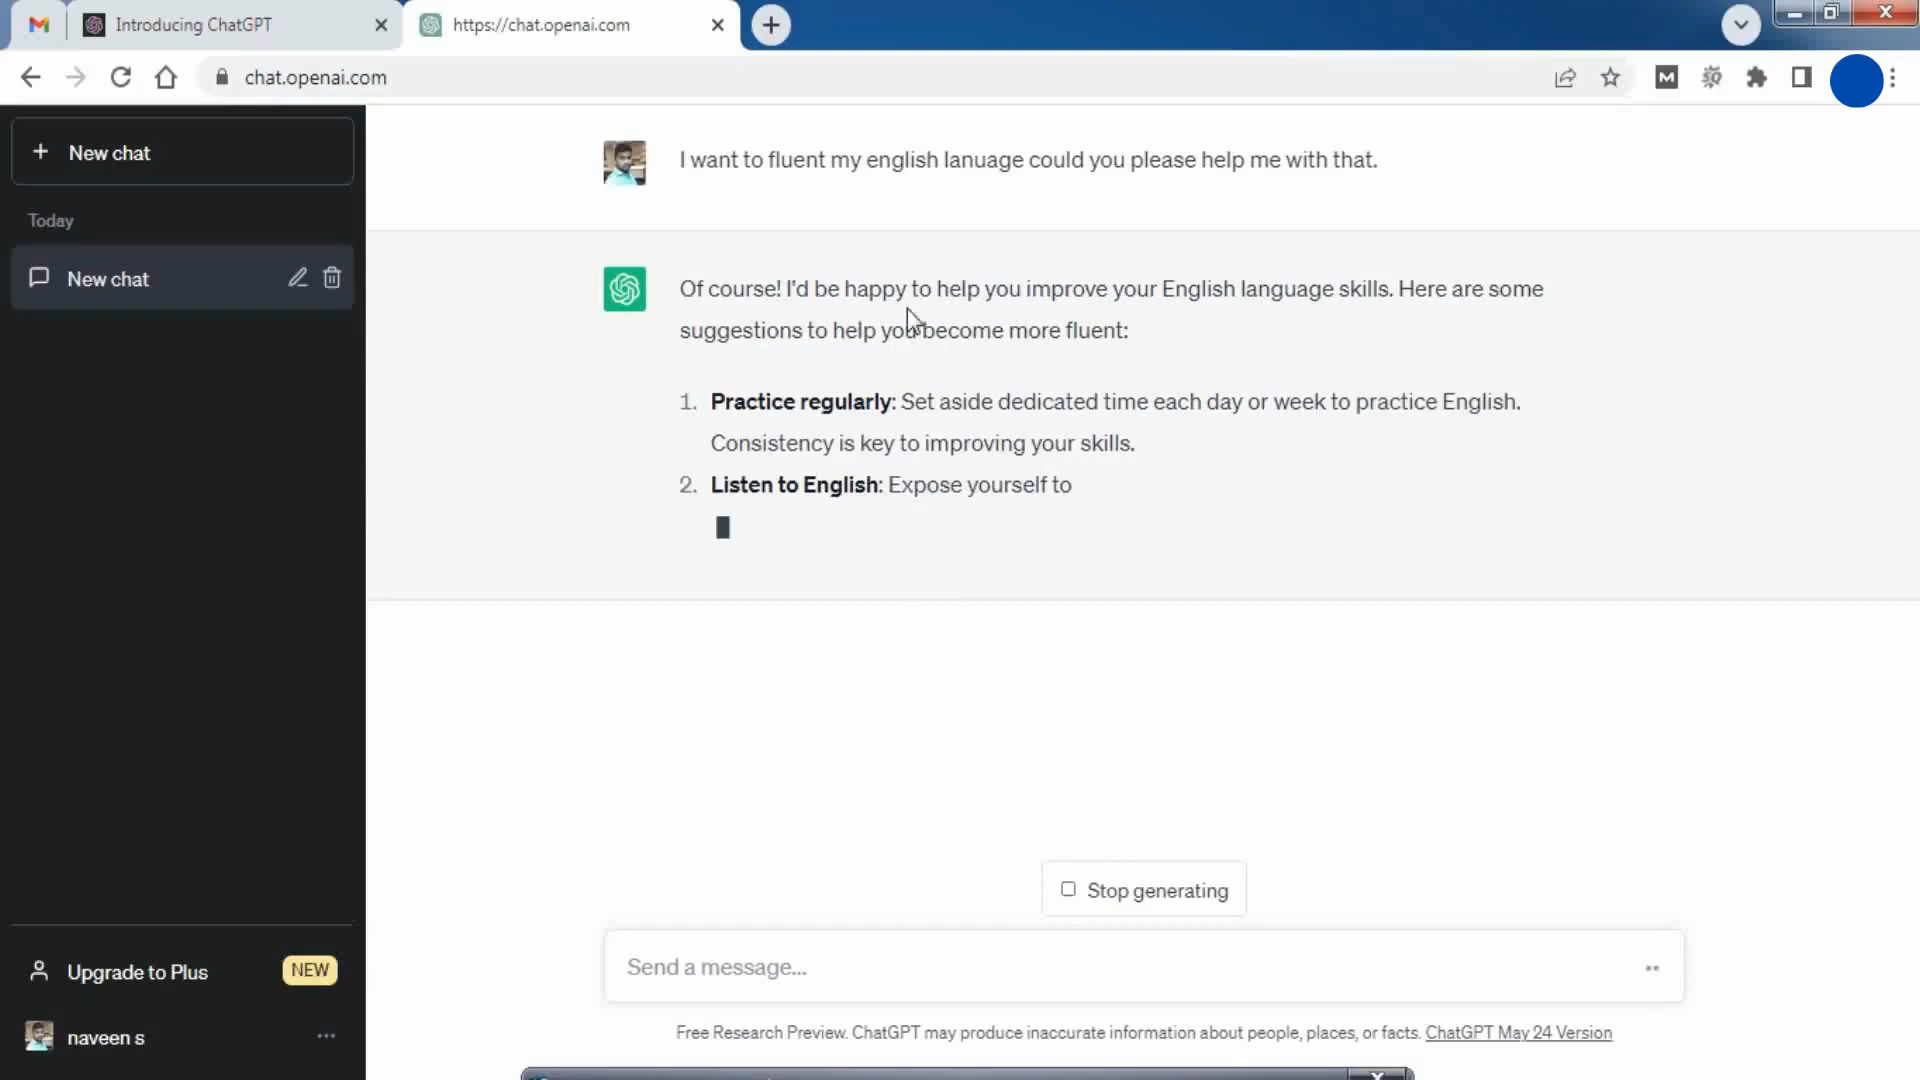 Introducing ChatGPT
https://chat.openai.com
chat.openai.com
New chat
Today
New chat
I want to fluent my english lanuage could you please help me with that.
Of course! I'd be happy to help you improve your English language skills. Here are some
suggestions to help you become more fluent:
1. Practice regularly: Set aside dedicated time each day or week to practice English.
Consistency is key to improving your skills.
2. Listen to English: Expose yourself to
Stop generating
Send a message...
Free Research Preview. ChatGPT may produce inaccurate information about people, places, or facts. ChatGPT May 24 Version
Upgrade to Plus NEW
naveen s